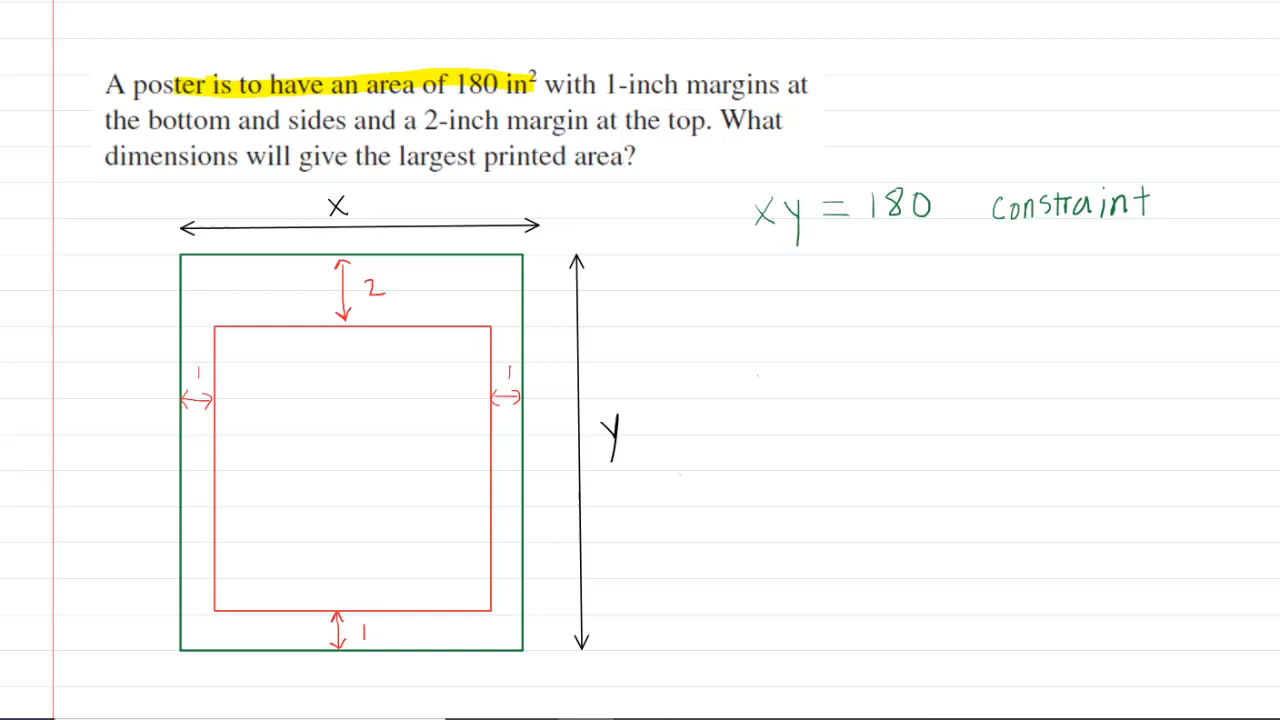 A poster is to have an area of 180 in² with 1-inch margins at
the bottom and sides and a 2-inch margin at the top. What
dimensions will give the largest printed area?
x
xy = 180 constraint
2
1 1
y
1